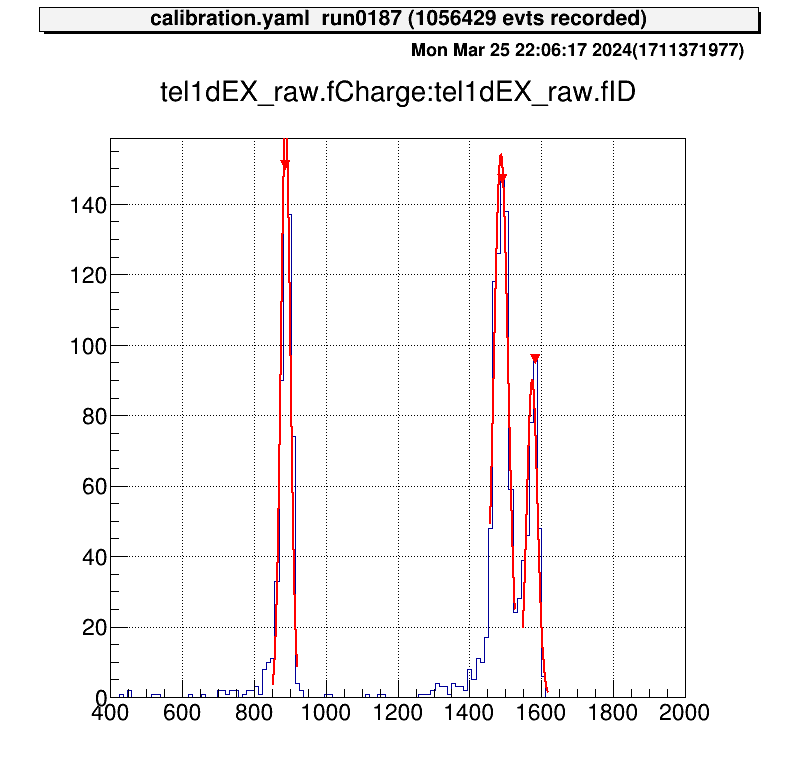 calibration.yaml run0187 (1056429 evts recorded)
Mon Mar 25 22:06:17 2024(1711371977)
tel1dEX_raw.fCharge:tel1dEX_raw.fID
140
120
100
80
60
40
20
0
400 600 800 1000 1200 1400 1600 1800 2000